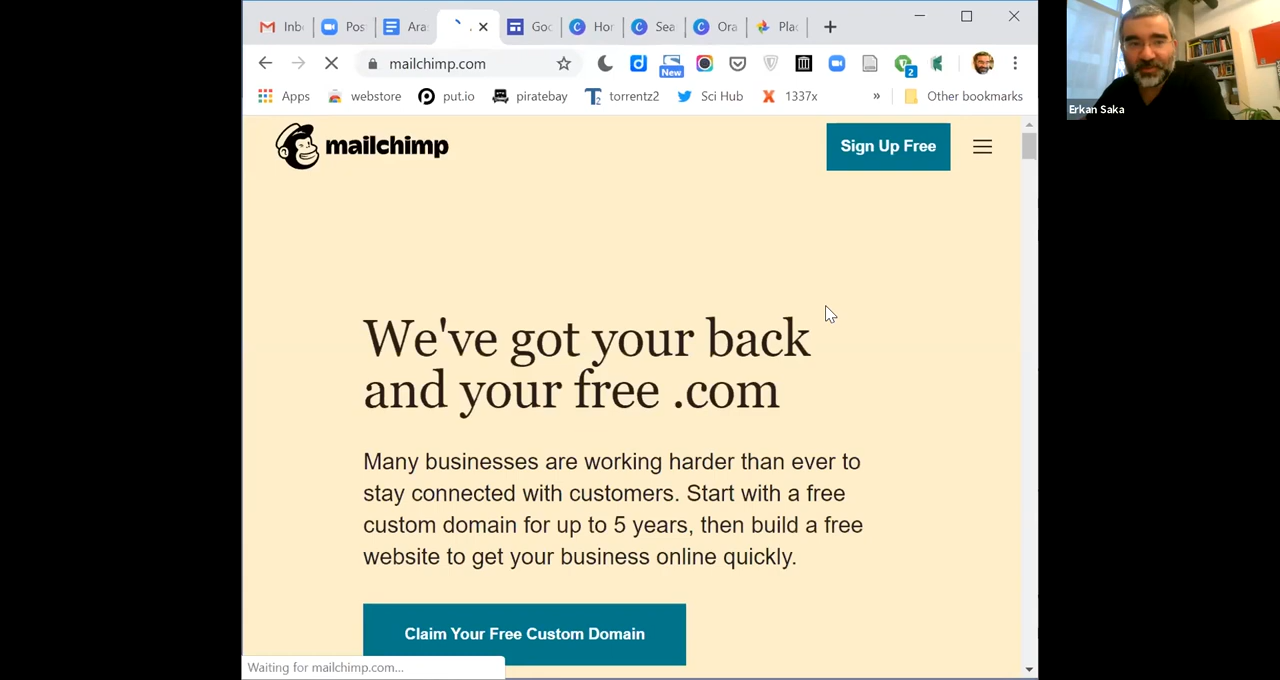 Inb
Pos
Ara
Goo
Hor
Sea
Ora
Plac
mailchimp.com
New
2
Apps
webstore
put.io
piratebay
torrentz2
Sci Hub
1337x
»
Other bookmarks
Erkan Saka
mailchimp
Sign Up Free
We've got your back
and your free .com
Many businesses are working harder than ever to
stay connected with customers. Start with a free
custom domain for up to 5 years, then build a free
website to get your business online quickly.
Claim Your Free Custom Domain
Waiting for mailchimp.com...